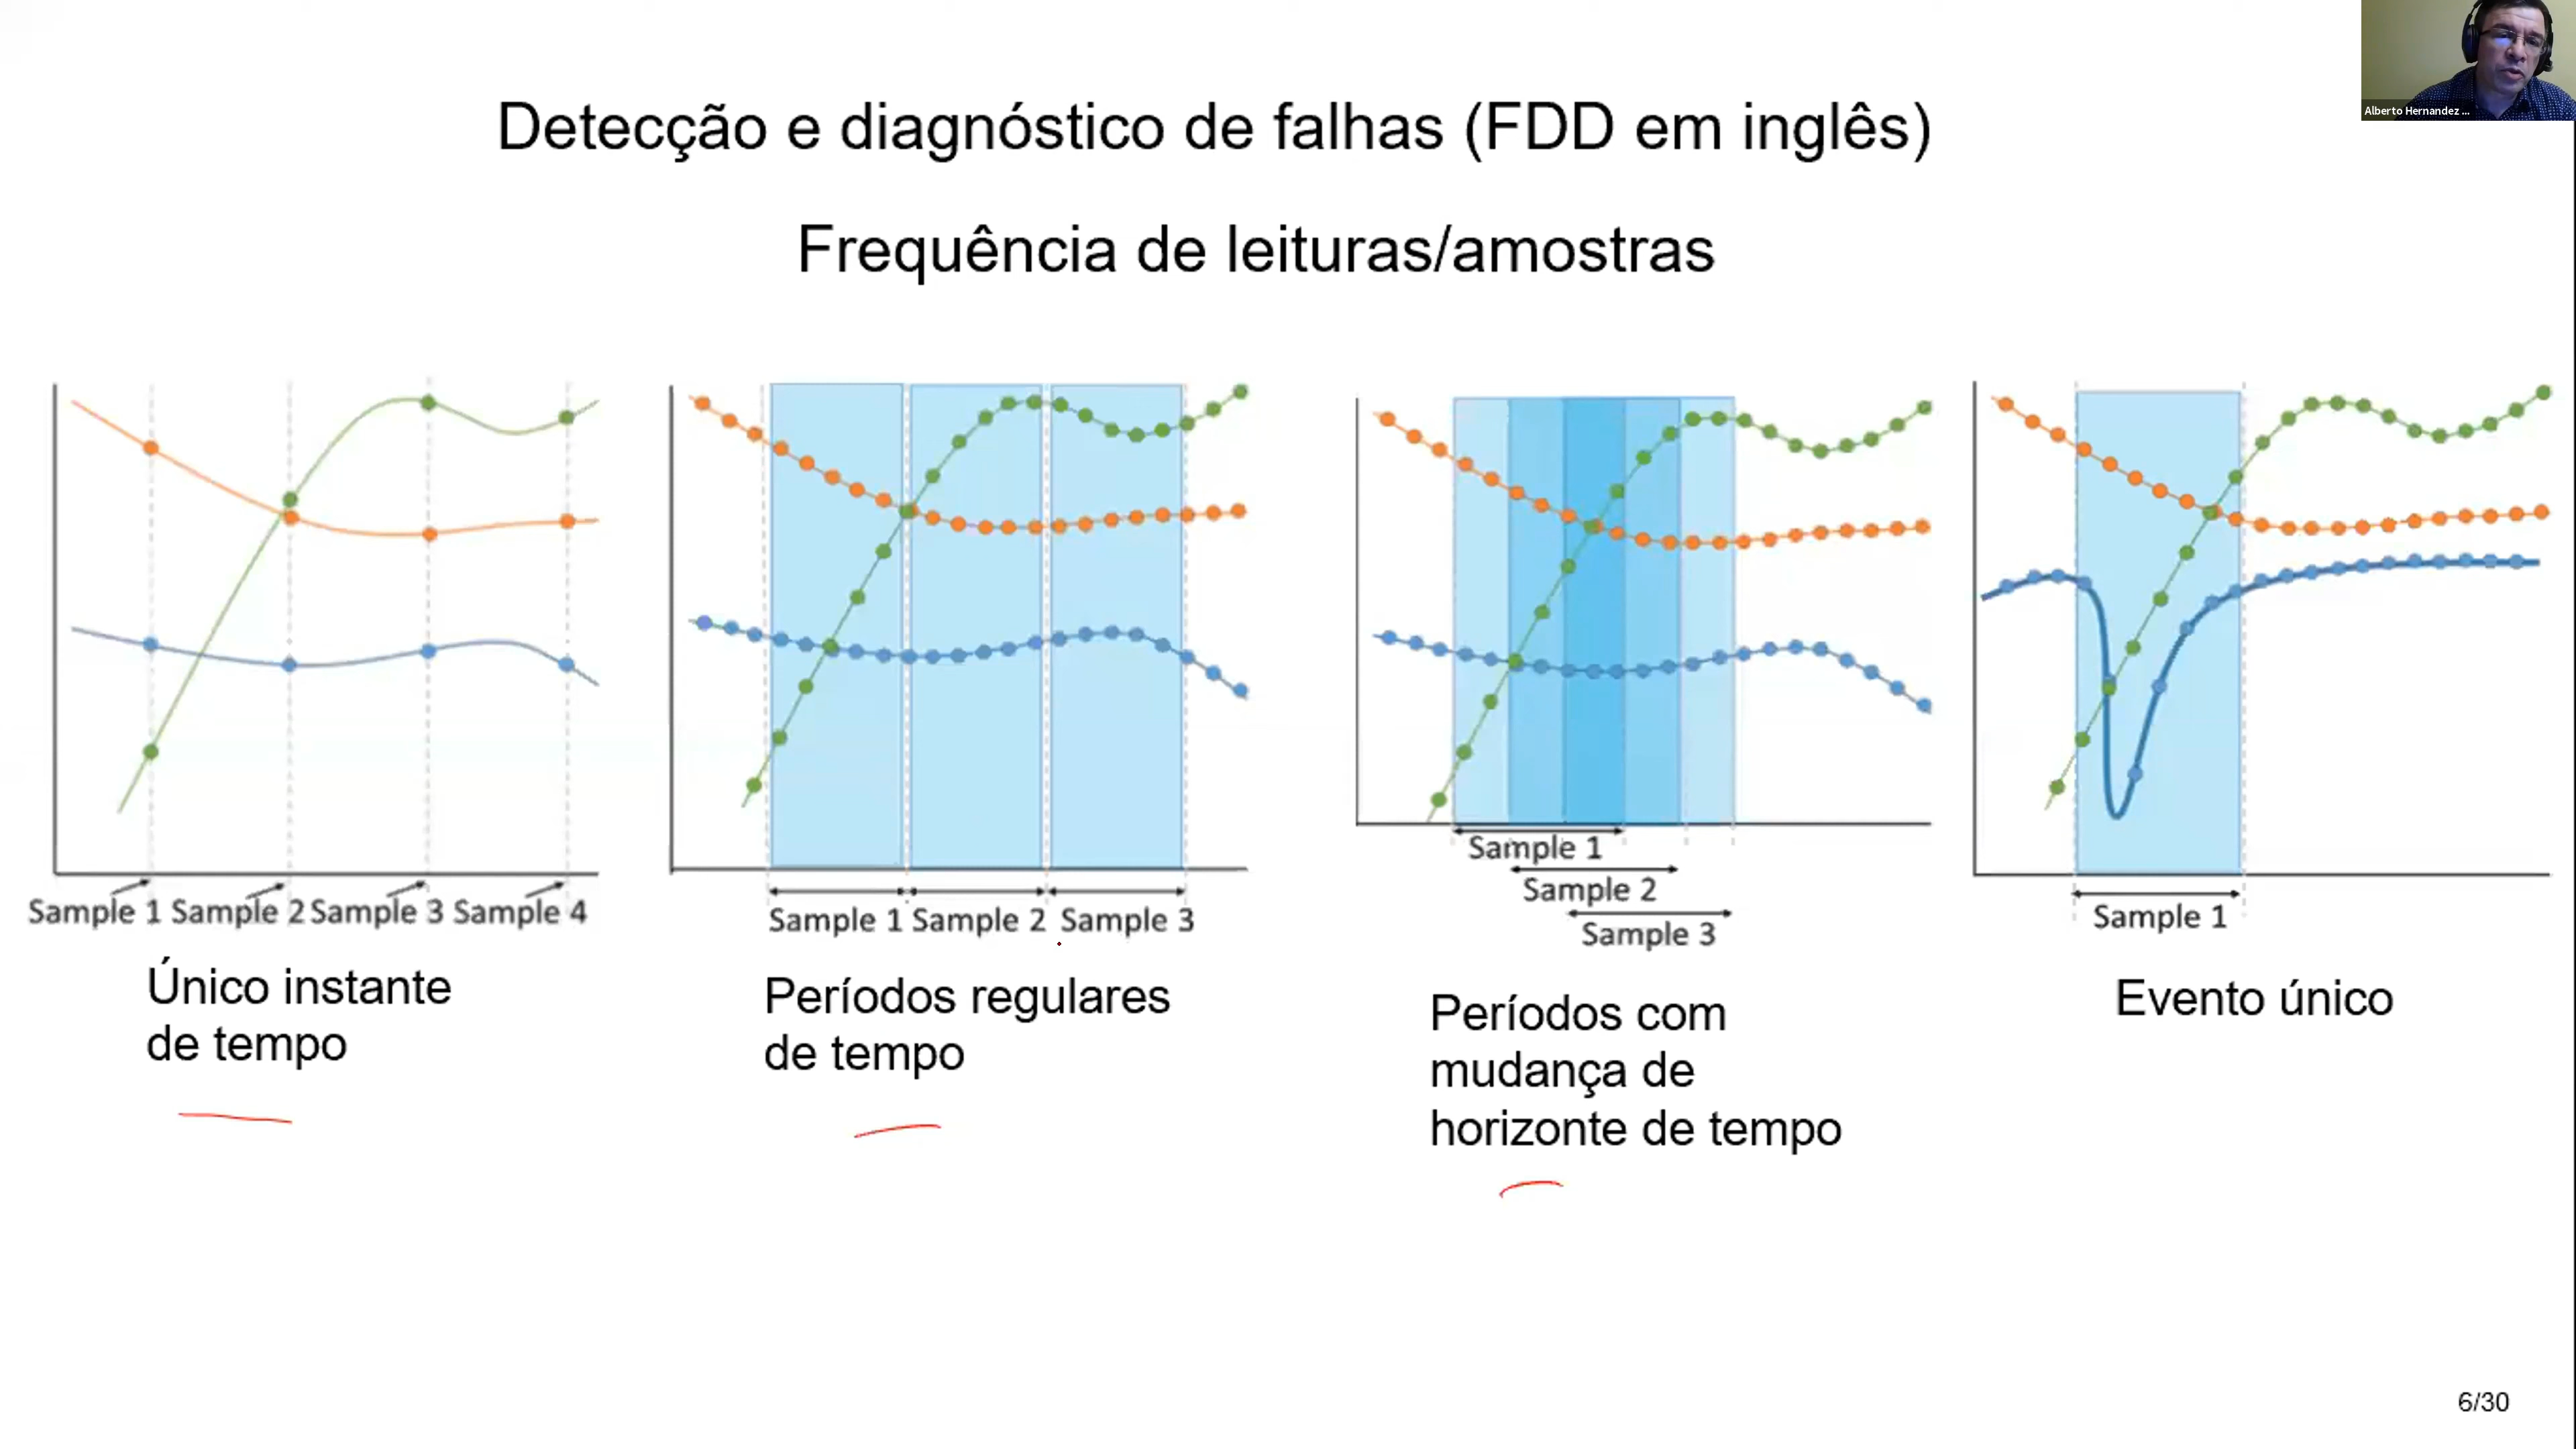 Alberto Hernandez ...
Detecção e diagnóstico de falhas (FDD em inglês)
Frequência de leituras/amostras
Sample 1 Sample 2 Sample 3 Sample 4
Único instante
de tempo
Sample 1 Sample 2 Sample 3
Períodos regulares
de tempo
Sample 1
Sample 2
Sample 3
Períodos com
mudança de
horizonte de tempo
Sample 1
Evento único
6/30